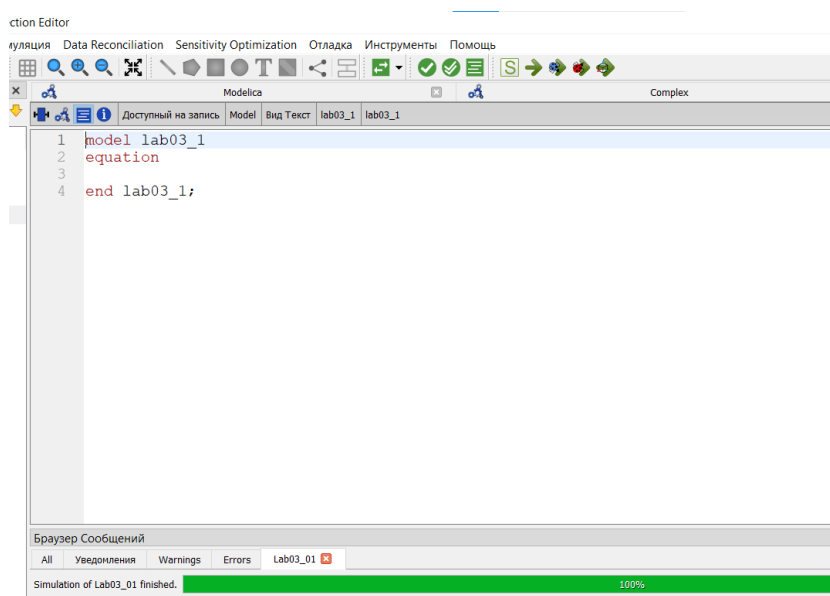 ction Editor
муляция Data Reconciliation Sensitivity Optimization Отладка Инструменты Помощь
T S
Modelica Complex
Доступный на запись Model Вид Текст lab03_1 lab03_1
1 model lab03_1
2 equation
3
4 end lab03_1;
Браузер Сообщений
All Уведомления Warnings Errors Lab03_01
Simulation of Lab03_01 finished. 100%